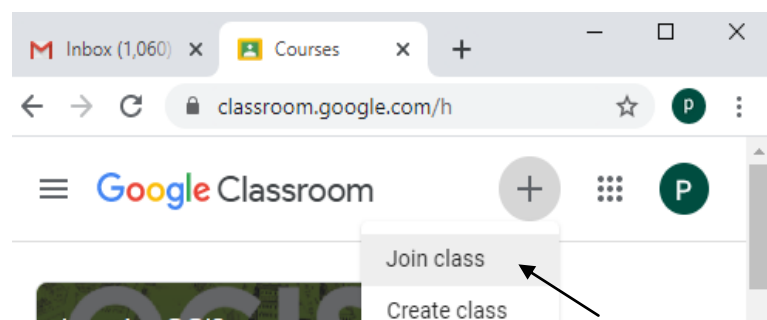 Inbox (1,060)
Courses
classroom.google.com/h
p
Google Classroom
P
Join class
Create class